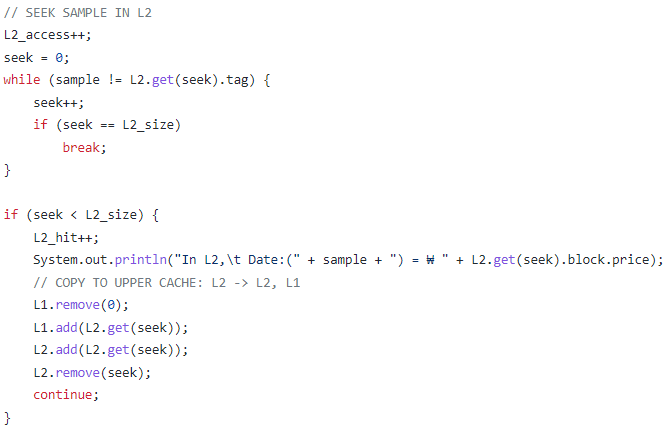 // SEEK SAMPLE IN L2
L2_access++;
seek = 0;
while (sample != L2.get(seek).tag) {
    seek++;
    if (seek == L2_size)
        break;
}

if (seek < L2_size) {
    L2_hit++;
    System.out.println("In L2,\t Date:(" + sample + ") = ₩ " + L2.get(seek).block.price);
    // COPY TO UPPER CACHE: L2 -> L2, L1
    L1.remove(0);
    L1.add(L2.get(seek));
    L2.add(L2.get(seek));
    L2.remove(seek);
    continue;
}